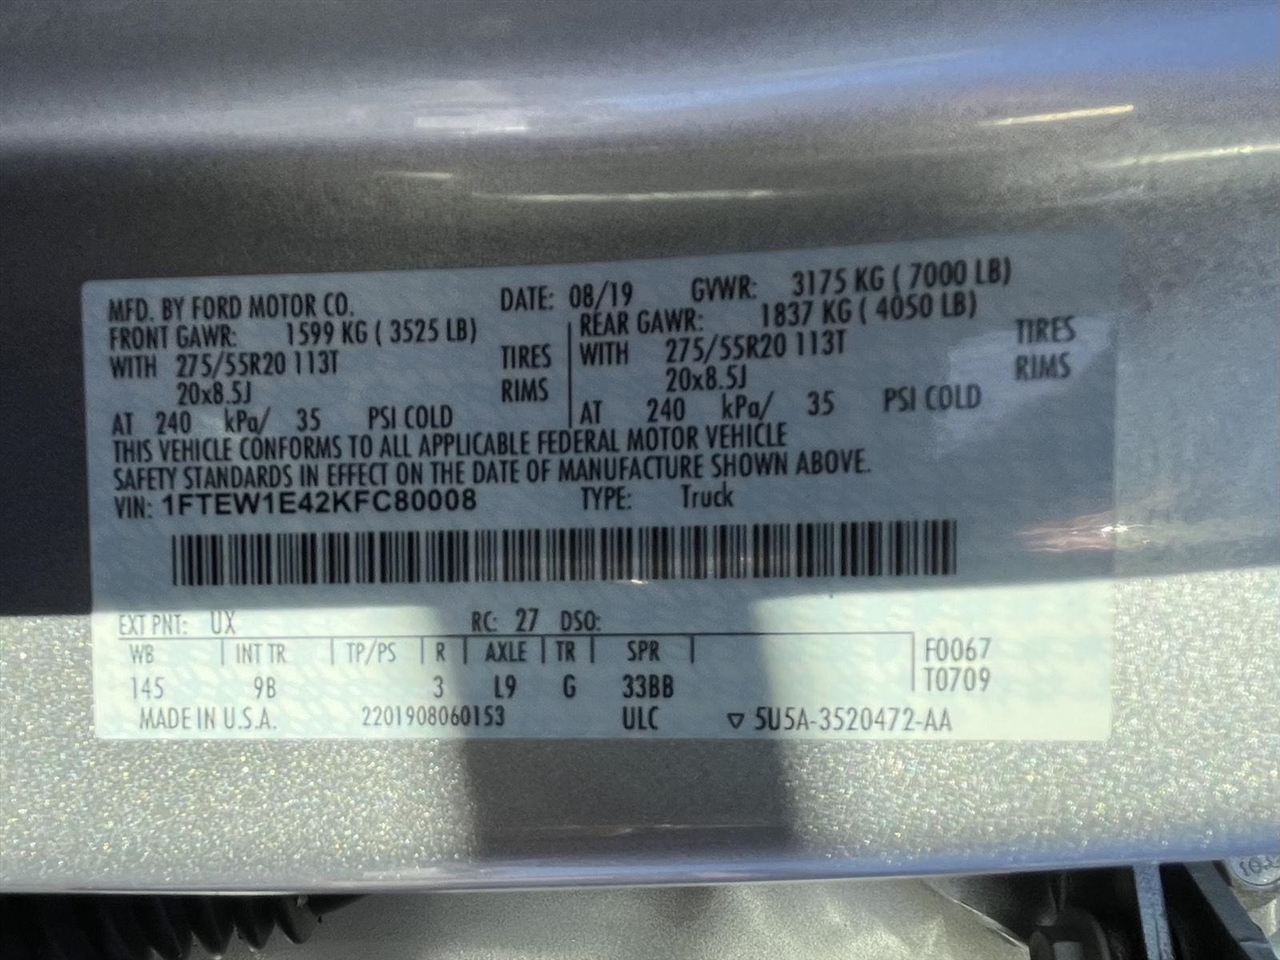 MFD. BY FORD MOTOR CO. DATE: 08/19 GVWR: 3175 KG ( 7000 LB)
FRONT GAWR: 1599 KG ( 3525 LB) REAR GAWR: 1837 KG ( 4050 LB)
WITH 275/55R20 113T TIRES WITH 275/55R20 113T TIRES
20x8.5J RIMS 20x8.5J RIMS
AT 240 kPa/ 35 PSI COLD AT 240 kPa/ 35 PSI COLD
THIS VEHICLE CONFORMS TO ALL APPLICABLE FEDERAL MOTOR VEHICLE
SAFETY STANDARDS IN EFFECT ON THE DATE OF MANUFACTURE SHOWN ABOVE.
VIN: 1FTEW1E42KFC80008 TYPE: Truck
EXT PNT: UX RC: 27 DSO:
WB INT TR TP/PS R AXLE TR SPR F0067
145 9B 3 L9 G 33BB T0709
MADE IN U.S.A. 2201908060153 ULC ▽ 5U5A-3520472-AA